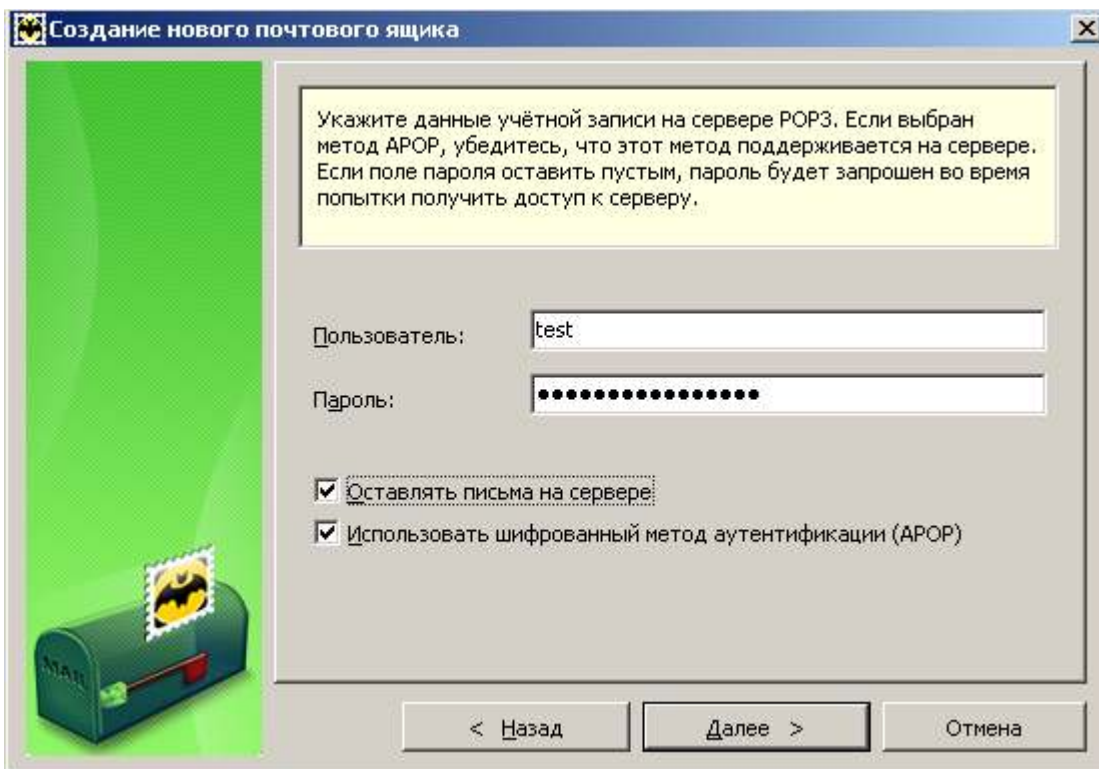 Создание нового почтового ящика
Укажите данные учётной записи на сервере POP3. Если выбран
метод APOP, убедитесь, что этот метод поддерживается на сервере.
Если поле пароля оставить пустым, пароль будет запрошен во время
попытки получить доступ к серверу.
Пользователь: test
Пароль: ●●●●●●●●●●●●●●●●
Оставлять письма на сервере
Использовать шифрованный метод аутентификации (APOP)
MAIL
< Назад Далее > Отмена